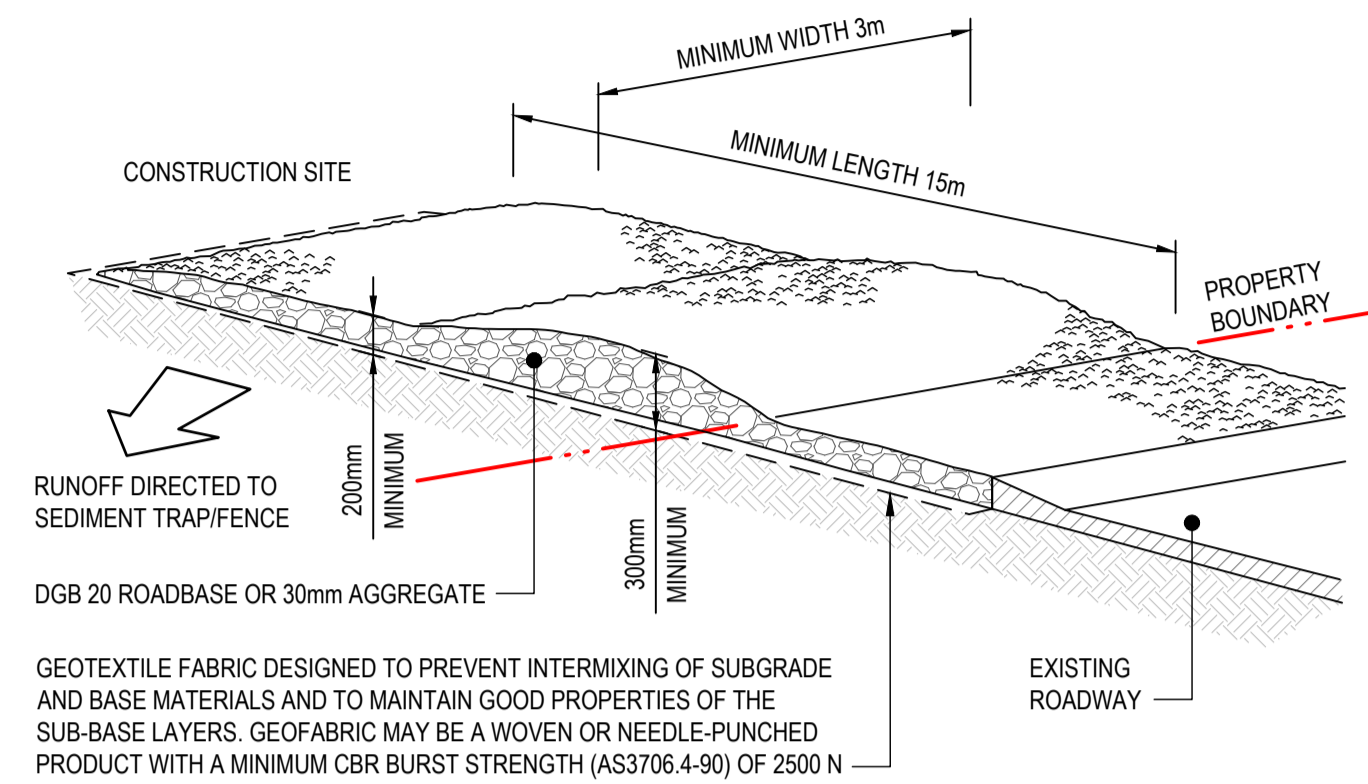 MINIMUM WIDTH 3m
MINIMUM LENGTH 15m
CONSTRUCTION SITE
PROPERTY
BOUNDARY
RUNOFF DIRECTED TO
SEDIMENT TRAP/FENCE
200mm
MINIMUM
300mm
MINIMUM
DGB 20 ROADBASE OR 30mm AGGREGATE
GEOTEXTILE FABRIC DESIGNED TO PREVENT INTERMIXING OF SUBGRADE
AND BASE MATERIALS AND TO MAINTAIN GOOD PROPERTIES OF THE
SUB-BASE LAYERS. GEOFABRIC MAY BE A WOVEN OR NEEDLE-PUNCHED
PRODUCT WITH A MINIMUM CBR BURST STRENGTH (AS3706.4-90) OF 2500 N
EXISTING
ROADWAY